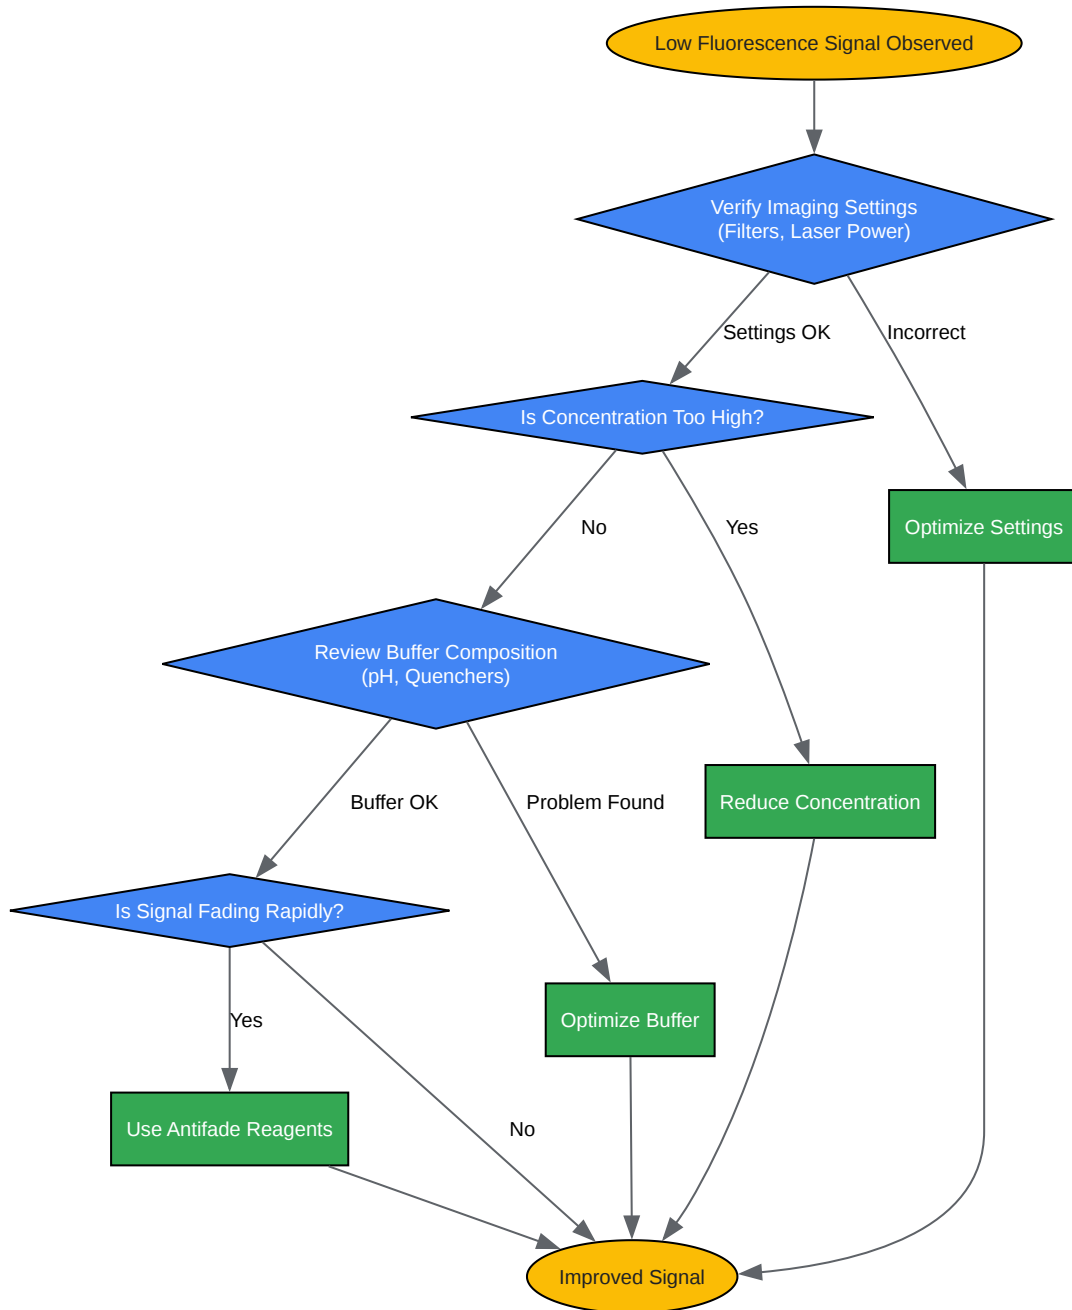 Low Fluorescence Signal Observed
Verify Imaging Settings
(Filters, Laser Power)
Settings OK
Incorrect
Is Concentration Too High?
No
Yes
Optimize Settings
Review Buffer Composition
(pH, Quenchers)
Buffer OK
Problem Found
Reduce Concentration
Is Signal Fading Rapidly?
Yes
Optimize Buffer
Use Antifade Reagents
No
Improved Signal